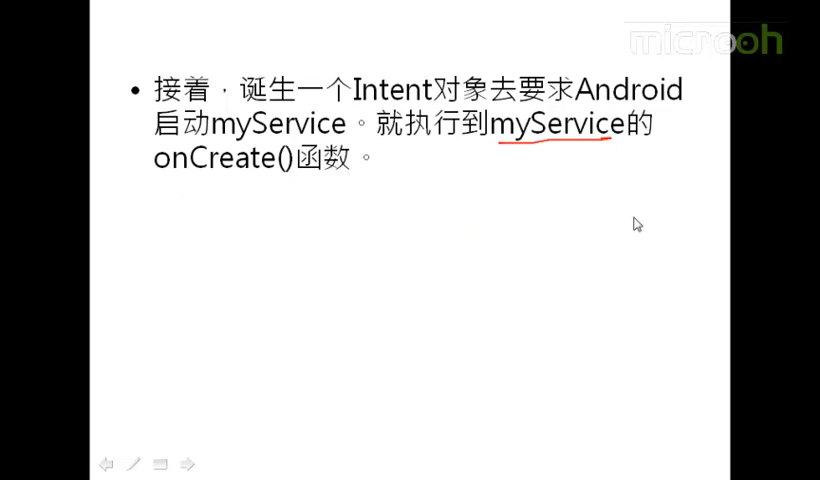 microoh
• 接着，诞生一个Intent对象去要求Android
启动myService。就执行到myService的
onCreate()函数。